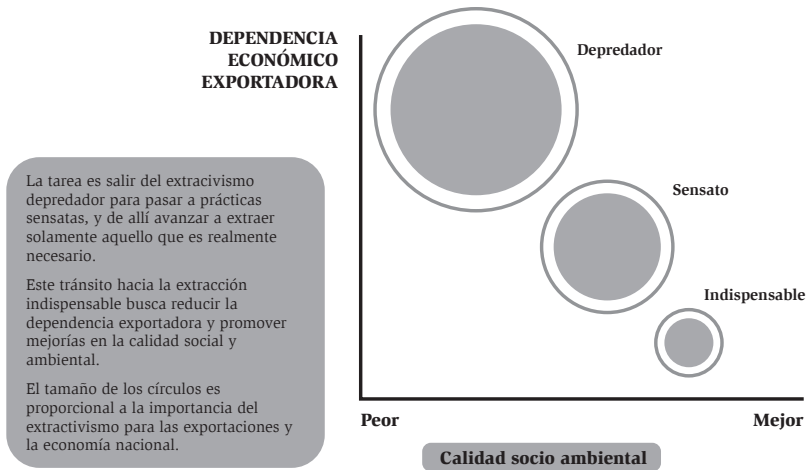 DEPENDENCIA
ECONÓMICO
EXPORTADORA
Depredador
Sensato
Indispensable
La tarea es salir del extracivismo
depredador para pasar a prácticas
sensatas, y de allí avanzar a extraer
solamente aquello que es realmente
necesario.
Este tránsito hacia la extracción
indispensable busca reducir la
dependencia exportadora y promover
mejorías en la calidad social y
ambiental.
El tamaño de los círculos es
proporcional a la importancia del
extractivismo para las exportaciones y
la economía nacional.
Peor
Mejor
Calidad socio ambiental